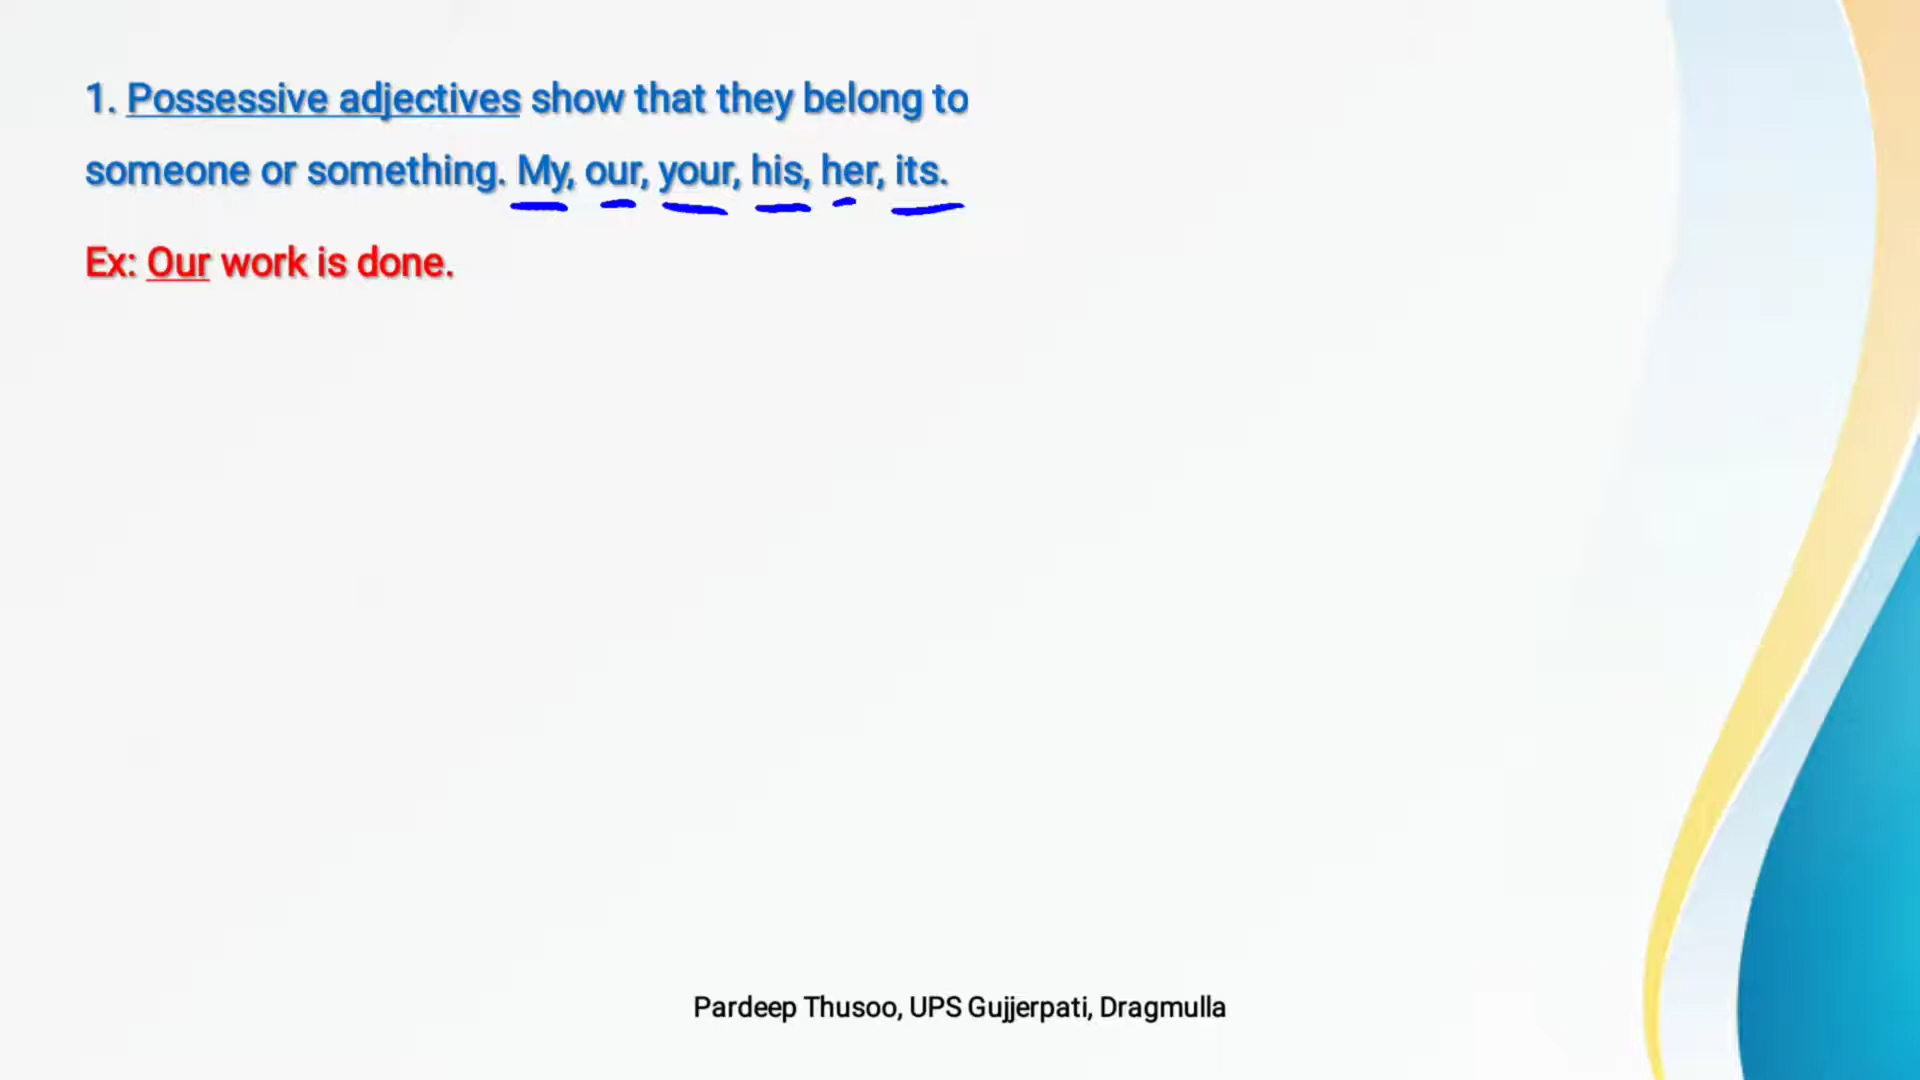 1. Possessive adjectives show that they belong to
someone or something. My, our, your, his, her, its.
Ex: Our work is done.
Pardeep Thusoo, UPS Gujjerpati, Dragmulla